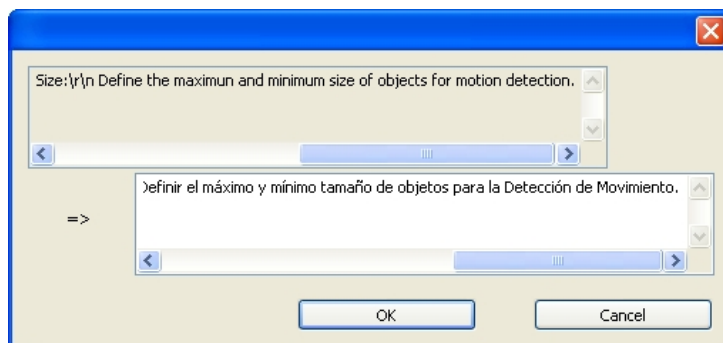 Size:\r\n Define the maximun and minimum size of objects for motion detection.
=>
Definir el máximo y mínimo tamaño de objetos para la Detección de Movimiento.
OK
Cancel